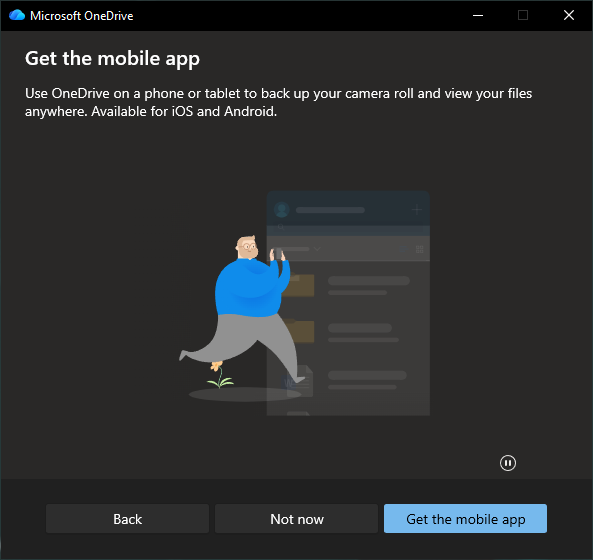 Microsoft OneDrive
Get the mobile app
Use OneDrive on a phone or tablet to back up your camera roll and view your files
anywhere. Available for iOS and Android.
Back
Not now
Get the mobile app